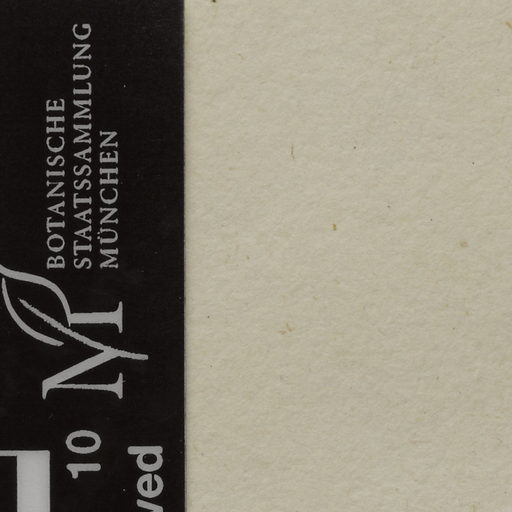 BOTANISCHE
STAATSSAMMLUNG
MÜNCHEN
M
10
ved